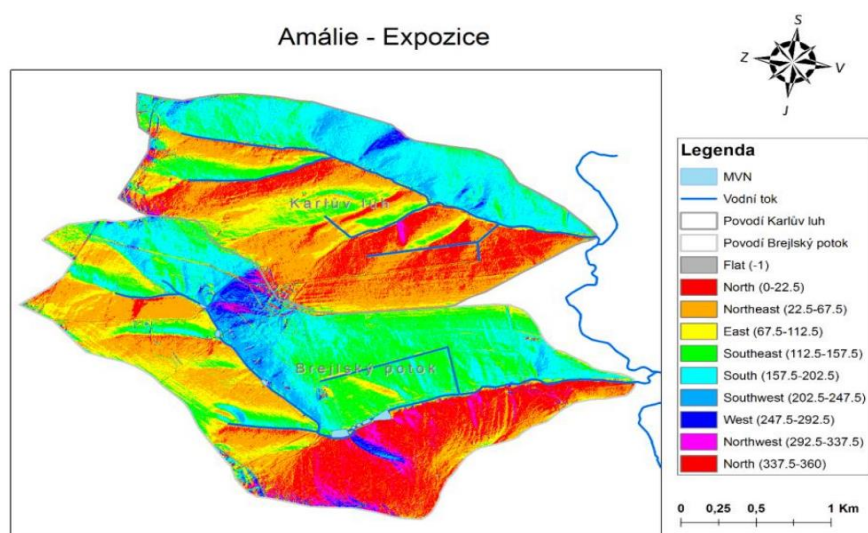 Amálie - Expozice
S
Z
V
J
Karlův luh
Brejlský potok
Legenda
MVN
Vodní tok
Povodí Karlův luh
Povodí Brejlský potok
Flat (-1)
North (0-22.5)
Northeast (22.5-67.5)
East (67.5-112.5)
Southeast (112.5-157.5)
South (157.5-202.5)
Southwest (202.5-247.5)
West (247.5-292.5)
Northwest (292.5-337.5)
North (337.5-360)
0 0,25 0,5 1 Km